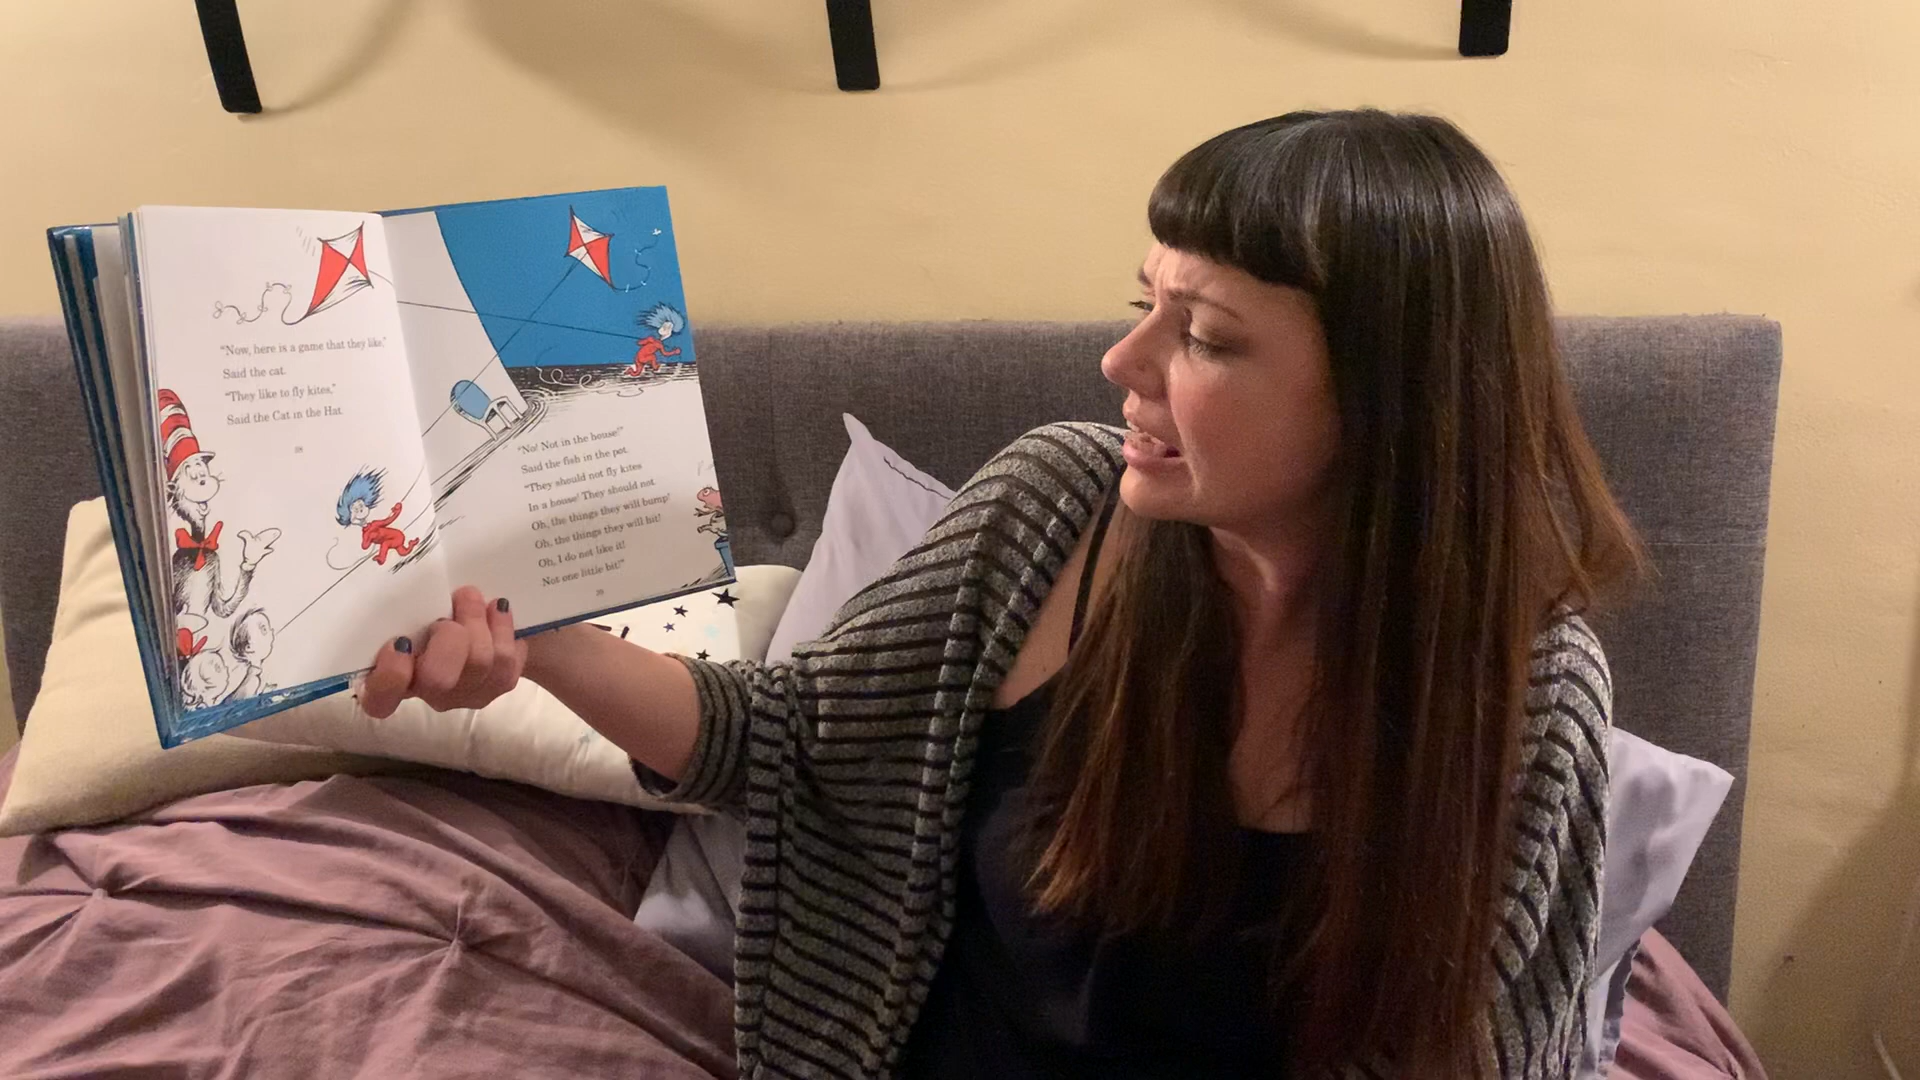 "Now, here is a game that they like,"
Said the cat.
"They like to fly kites,"
Said the Cat in the Hat.
38
"No! Not in the house!"
Said the fish in the pot.
"They should not fly kites
In a house! They should not.
Oh, the things they will bump!
Oh, the things they will hit!
Oh, I do not like it!
Not one little bit!"
39